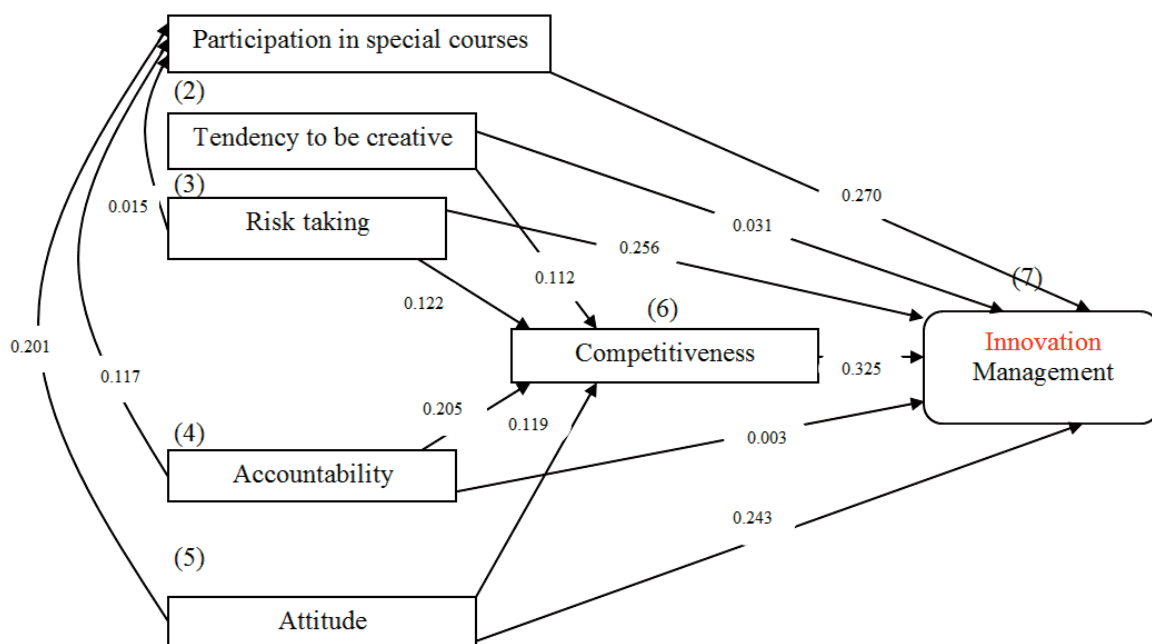 Participation in special courses
(2)
Tendency to be creative
(3)
Risk taking
0.015
0.270
0.031
0.256
0.112
0.122
(7)
(6)
Competitiveness
Innovation
Management
0.201
0.117
0.325
0.205
0.119
0.003
(4)
Accountability
0.243
(5)
Attitude